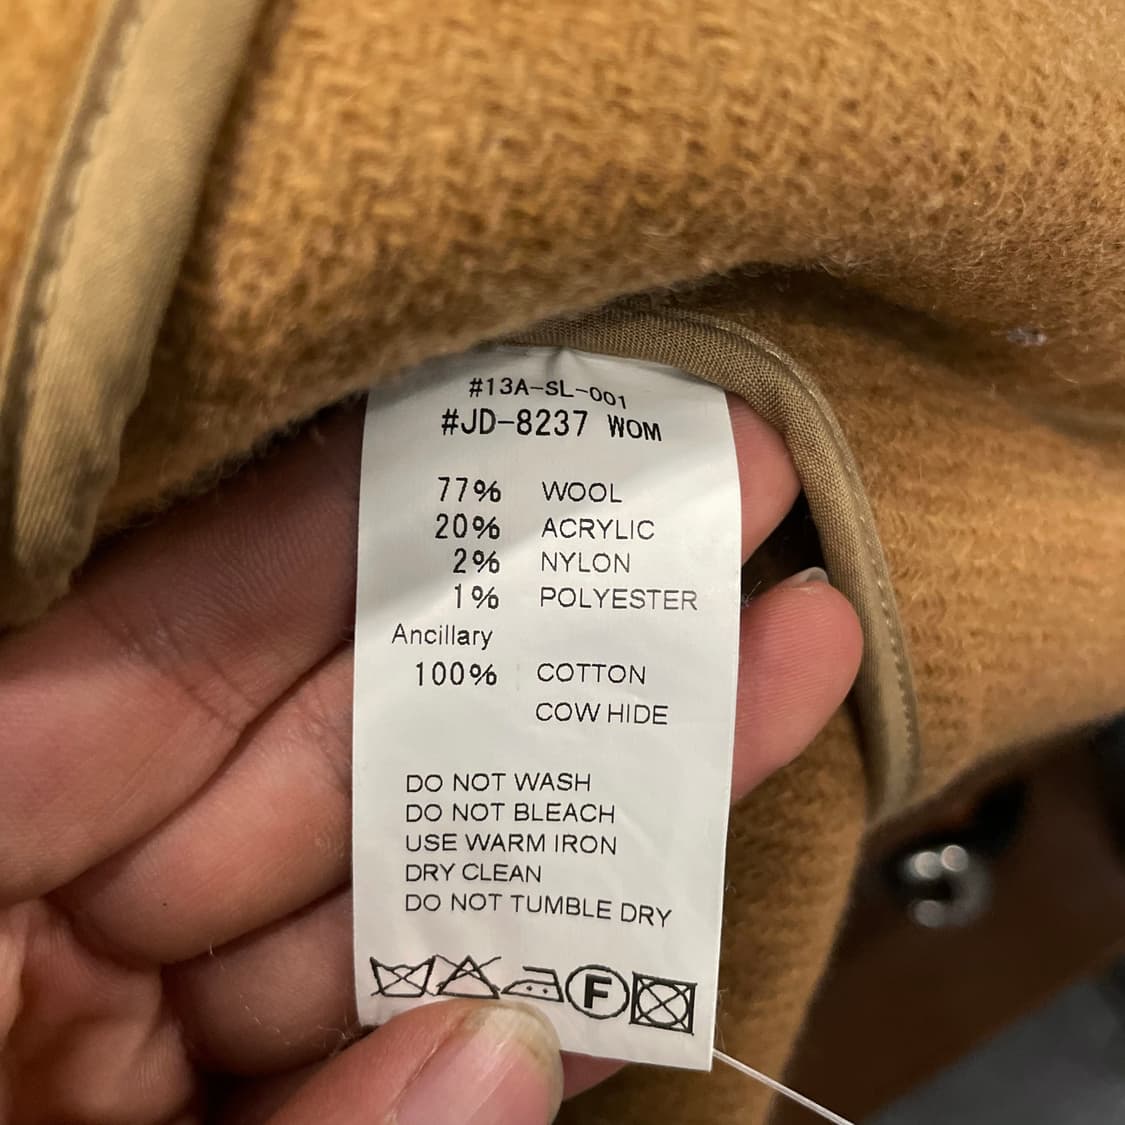 #13A-SL-001
#JD-8237 WOM
77% WOOL
20% ACRYLIC
2% NYLON
1% POLYESTER
Ancillary
100% COTTON
COW HIDE
DO NOT WASH
DO NOT BLEACH
USE WARM IRON
DRY CLEAN
DO NOT TUMBLE DRY
F